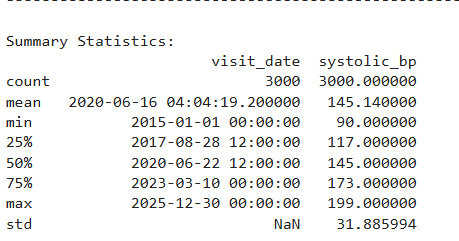 Summary Statistics:
visit_date systolic_bp
count 3000 3000.000000
mean 2020-06-16 04:04:19.200000 145.140000
min 2015-01-01 00:00:00 90.000000
25% 2017-08-28 12:00:00 117.000000
50% 2020-06-22 12:00:00 145.000000
75% 2023-03-10 00:00:00 173.000000
max 2025-12-30 00:00:00 199.000000
std NaN 31.885994